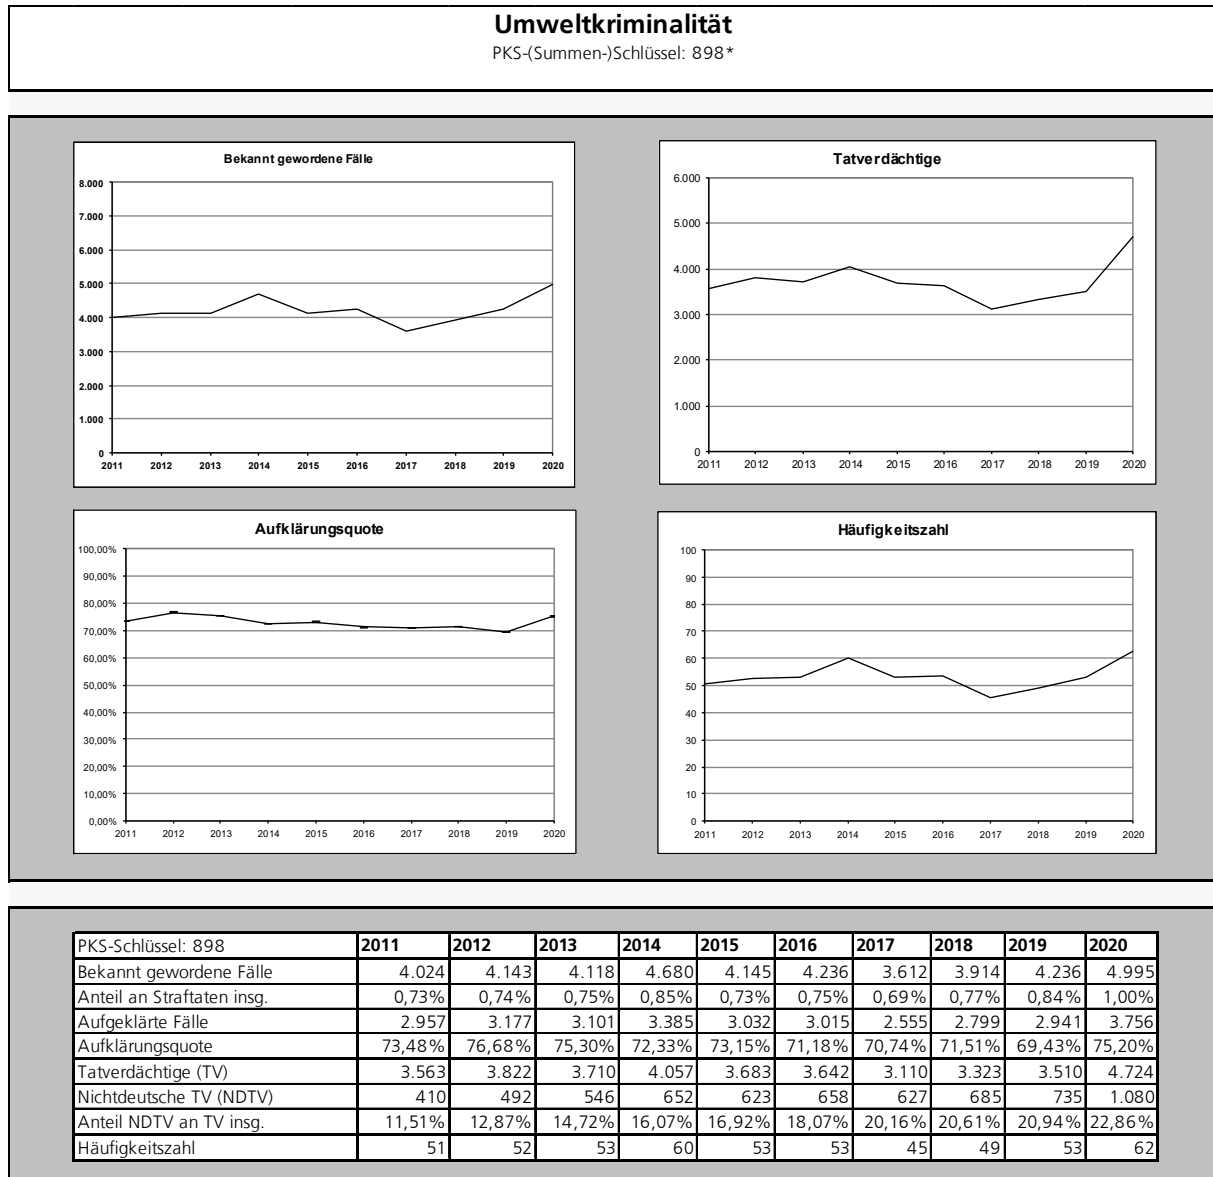 Umweltkriminalität
PKS-(Summen-)Schlüssel: 898*
Bekannt gewordene Fälle
8.000
7.000
6.000
5.000
4.000
3.000
2.000
1.000
0
2011 2012 2013 2014 2015 2016 2017 2018 2019 2020
Tatverdächtige
6.000
5.000
4.000
3.000
2.000
1.000
0
2011 2012 2013 2014 2015 2016 2017 2018 2019 2020
Aufklärungsquote
100,00%
90,00%
80,00%
70,00%
60,00%
50,00%
40,00%
30,00%
20,00%
10,00%
0,00%
2011 2012 2013 2014 2015 2016 2017 2018 2019 2020
Häufigkeitszahl
100
90
80
70
60
50
40
30
20
10
0
2011 2012 2013 2014 2015 2016 2017 2018 2019 2020
PKS-Schlüssel: 898 2011 2012 2013 2014 2015 2016 2017 2018 2019 2020
Bekannt gewordene Fälle 4.024 4.143 4.118 4.680 4.145 4.236 3.612 3.914 4.236 4.995
Anteil an Straftaten insg. 0,73% 0,74% 0,75% 0,85% 0,73% 0,75% 0,69% 0,77% 0,84% 1,00%
Aufgeklärte Fälle 2.957 3.177 3.101 3.385 3.032 3.015 2.555 2.799 2.941 3.756
Aufklärungsquote 73,48% 76,68% 75,30% 72,33% 73,15% 71,18% 70,74% 71,51% 69,43% 75,20%
Tatverdächtige (TV) 3.563 3.822 3.710 4.057 3.683 3.642 3.110 3.323 3.510 4.724
Nichtdeutsche TV (NDTV) 410 492 546 652 623 658 627 685 735 1.080
Anteil NDTV an TV insg. 11,51% 12,87% 14,72% 16,07% 16,92% 18,07% 20,16% 20,61% 20,94% 22,86%
Häufigkeitszahl 51 52 53 60 53 53 45 49 53 62